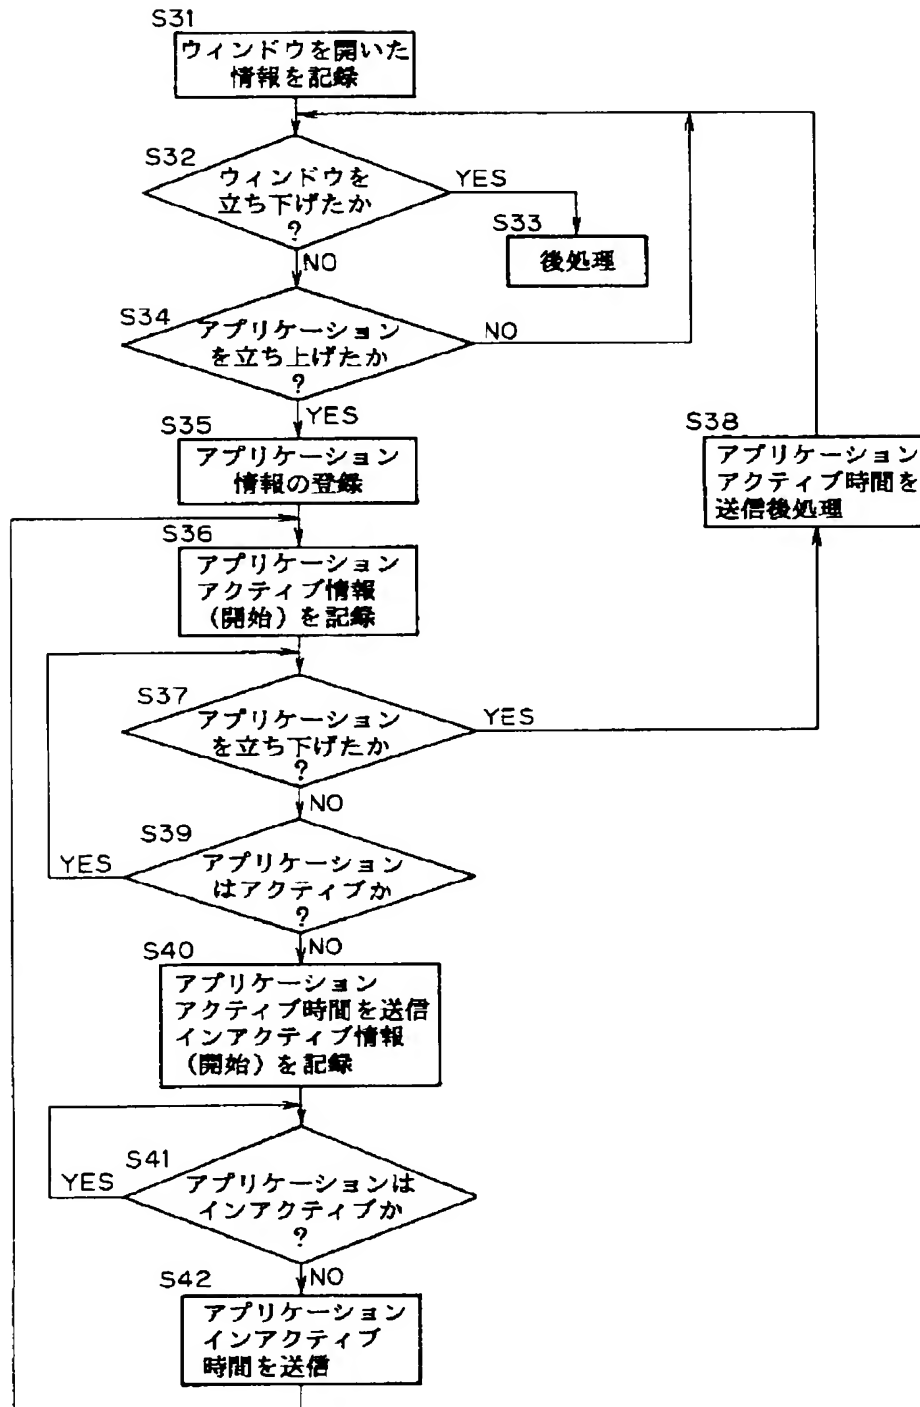 S31
ウィンドウを開いた
情報を記録
S32
ウィンドウを
立ち下げたか
?
YES
S33
後処理
NO
S34
アプリケーション
を立ち上げたか
?
NO
YES
S35
アプリケーション
情報の登録
S38
アプリケーション
アクティブ時間を
送信後処理
S36
アプリケーション
アクティブ情報
(開始)を記録
S37
アプリケーション
を立ち下げたか
?
YES
NO
S39
アプリケーション
はアクティブか
?
YES
NO
S40
アプリケーション
アクティブ時間を送信
インアクティブ情報
(開始)を記録
S41
アプリケーションは
インアクティブか
?
YES
NO
S42
アプリケーション
インアクティブ
時間を送信